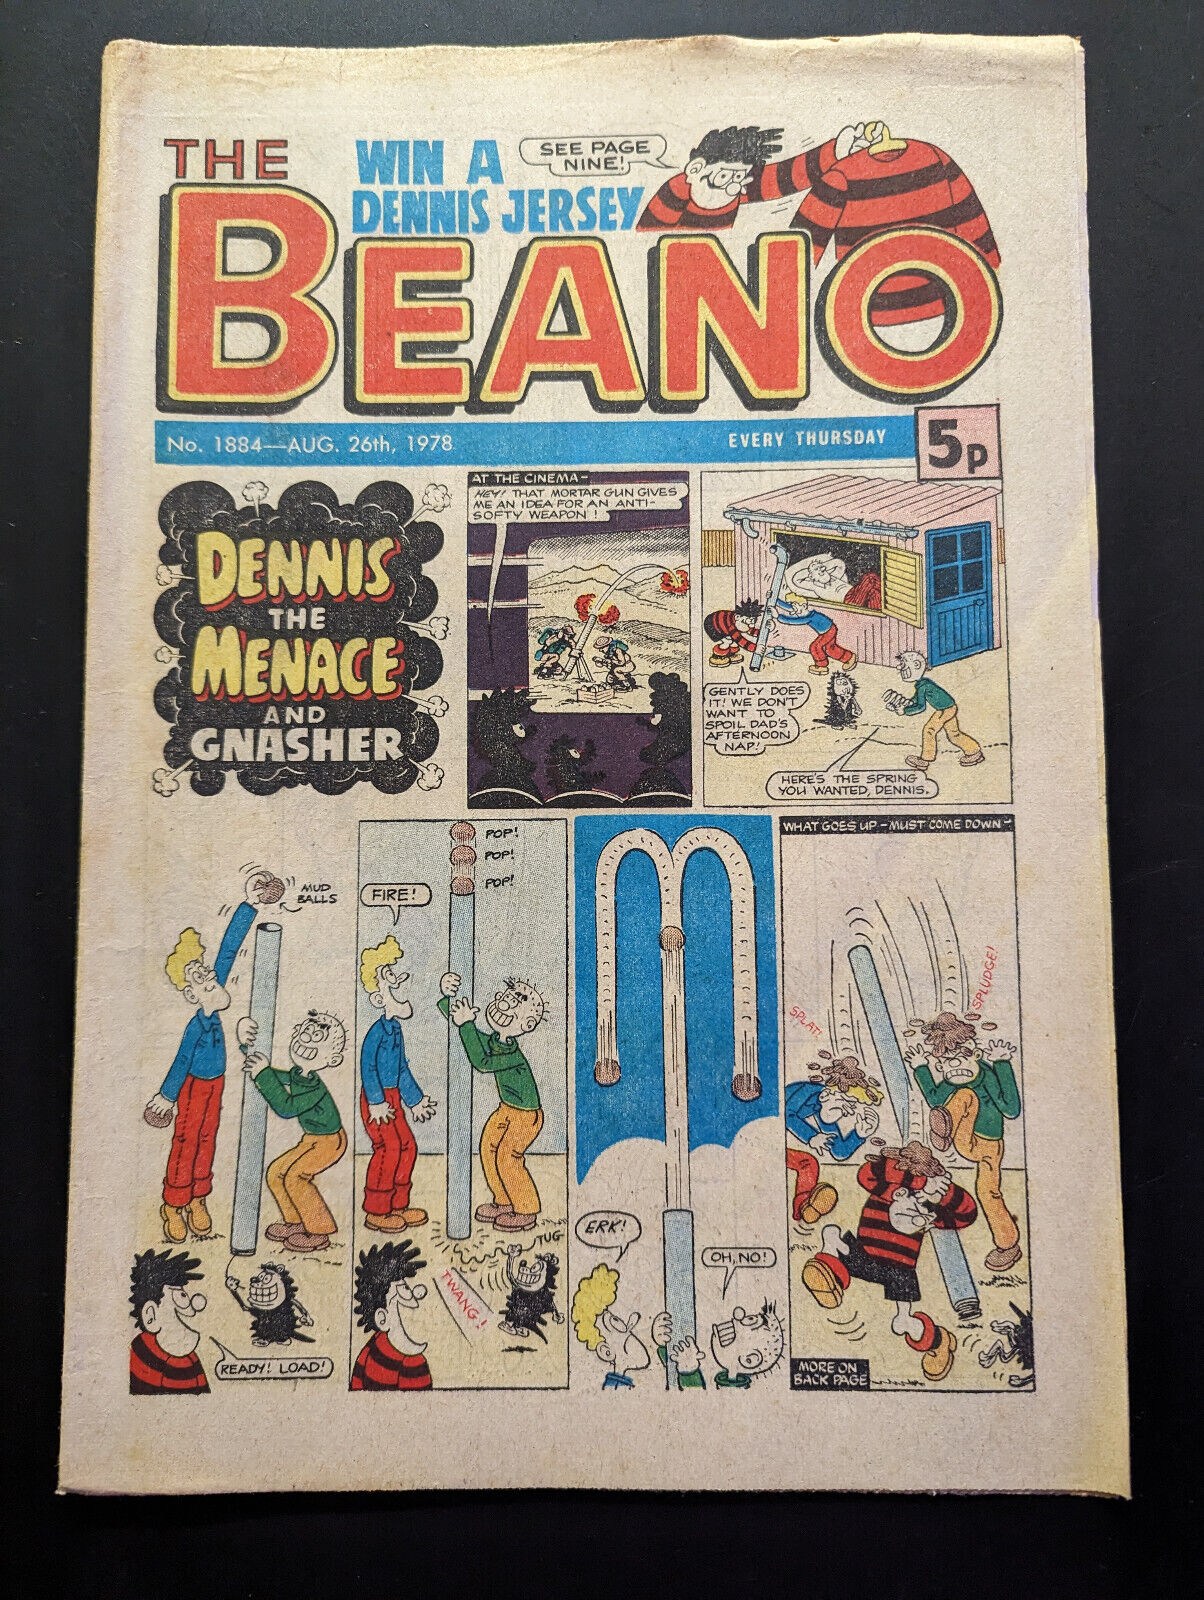 THE
BEANO
WIN A
DENNIS JERSEY
SEE PAGE
NINE!
No. 1884—AUG. 26th, 1978
EVERY THURSDAY
5p
DENNIS
THE
MENACE
AND
GNASHER
AT THE CINEMA—
HEY! THAT MORTAR GUN GIVES
ME AN IDEA FOR AN ANTI-
SOFTY WEAPON!
GENTLY DOES
IT! WE DON'T
WANT TO
SPOIL DAD'S
AFTERNOON
NAP!
HERE'S THE SPRING
YOU WANTED, DENNIS.
MUD
BALLS
READY! LOAD!
FIRE!
POP!
POP!
POP!
TUG
TWANG!
ERK!
OH, NO!
WHAT GOES UP—MUST COME DOWN—
SPLAT!
SPLUDGE!
MORE ON
BACK PAGE